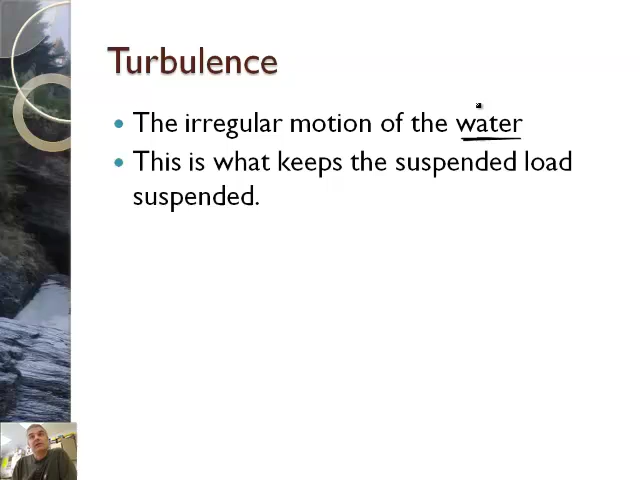 Turbulence
The irregular motion of the water
This is what keeps the suspended load
suspended.